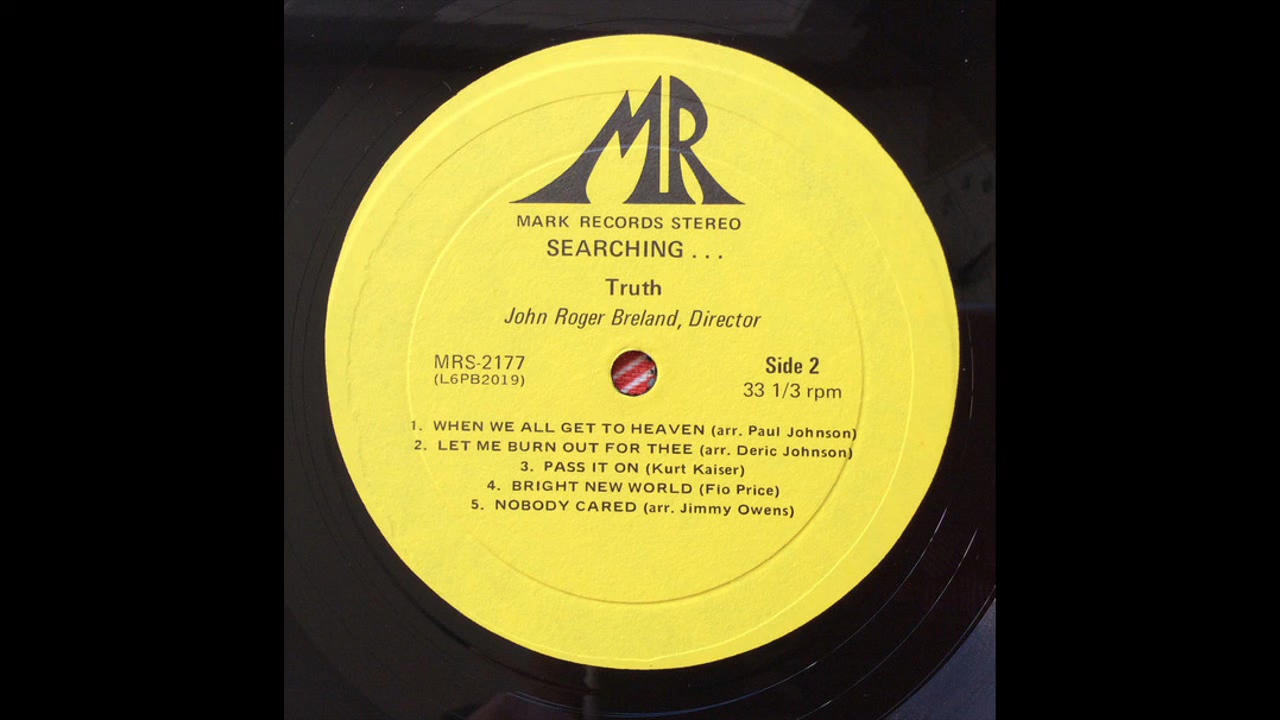 MR
MARK RECORDS STEREO
SEARCHING . . .
Truth
John Roger Breland, Director
MRS-2177
(L6PB2019)
Side 2
33 1/3 rpm
1. WHEN WE ALL GET TO HEAVEN (arr. Paul Johnson)
2. LET ME BURN OUT FOR THEE (arr. Deric Johnson)
3. PASS IT ON (Kurt Kaiser)
4. BRIGHT NEW WORLD (Flo Price)
5. NOBODY CARED (arr. Jimmy Owens)